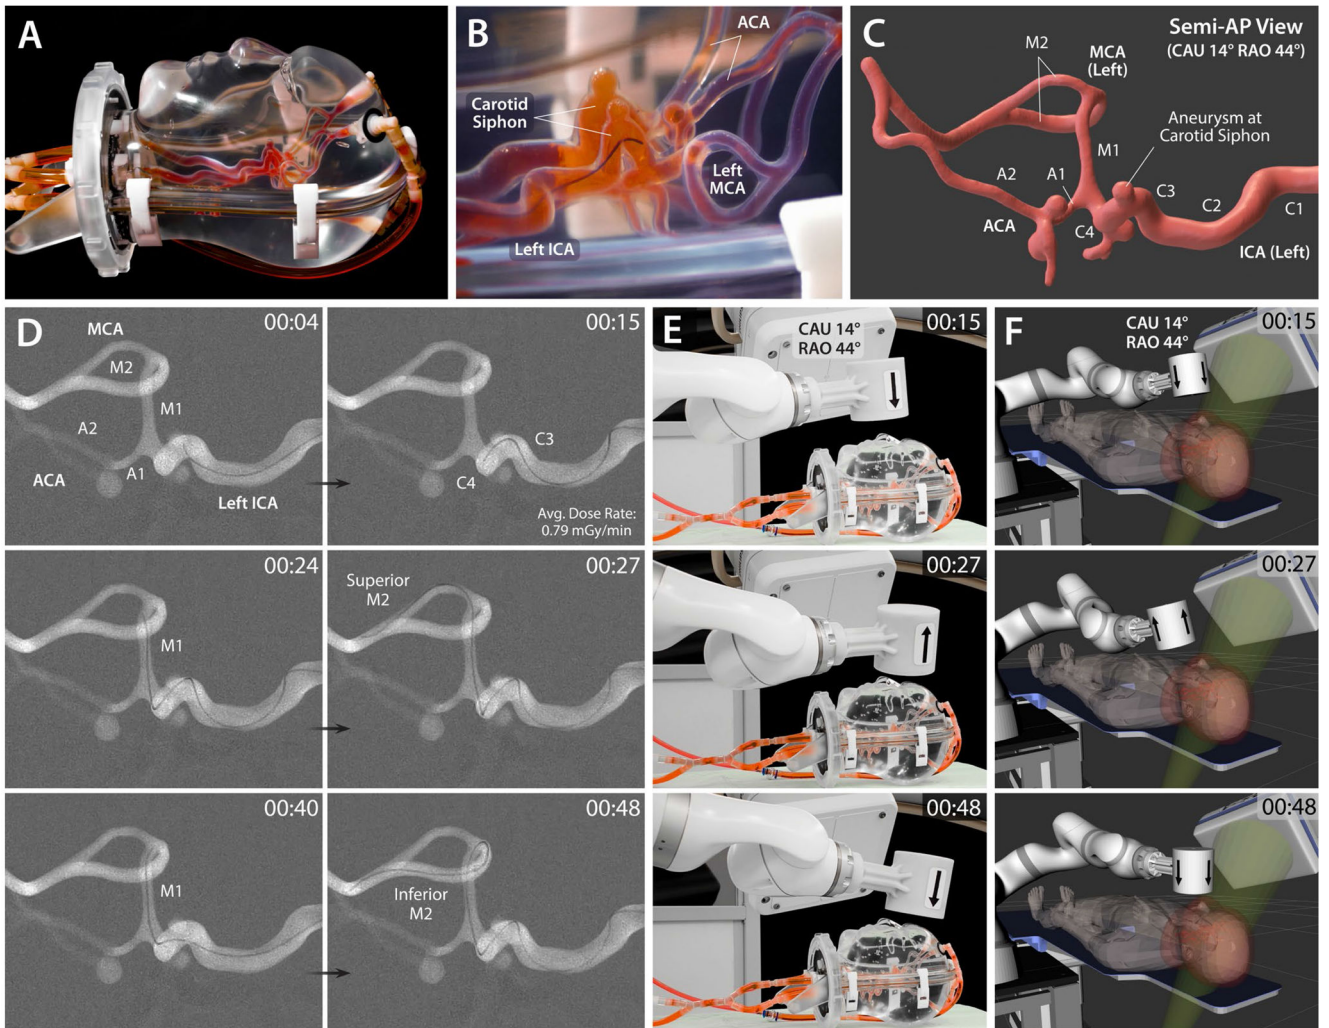 A
B
ACA
Carotid
Siphon
Left
MCA
Left ICA
C
Semi-AP View
(CAU 14° RAO 44°)
M2
MCA
(Left)
Aneurysm at
Carotid Siphon
M1
A1
A2
C3
C2
C1
ACA
C4
ICA (Left)
D
MCA
00:04
M2
M1
A2
A1
ACA
Left ICA
00:15
C3
C4
Avg. Dose Rate:
0.79 mGy/min
E
CAU 14°
RAO 44°
00:15
F
CAU 14°
RAO 44°
00:15
00:24
M1
00:27
Superior
M2
00:27
00:27
00:40
M1
00:48
Inferior
M2
00:48
00:48